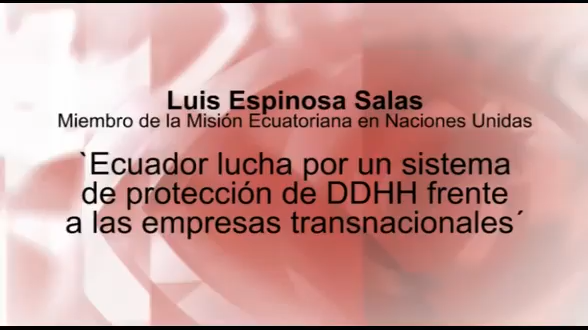 Luis Espinosa Salas
Miembro de la Misión Ecuatoriana en Naciones Unidas
`Ecuador lucha por un sistema
de protección de DDHH frente
a las empresas transnacionales´